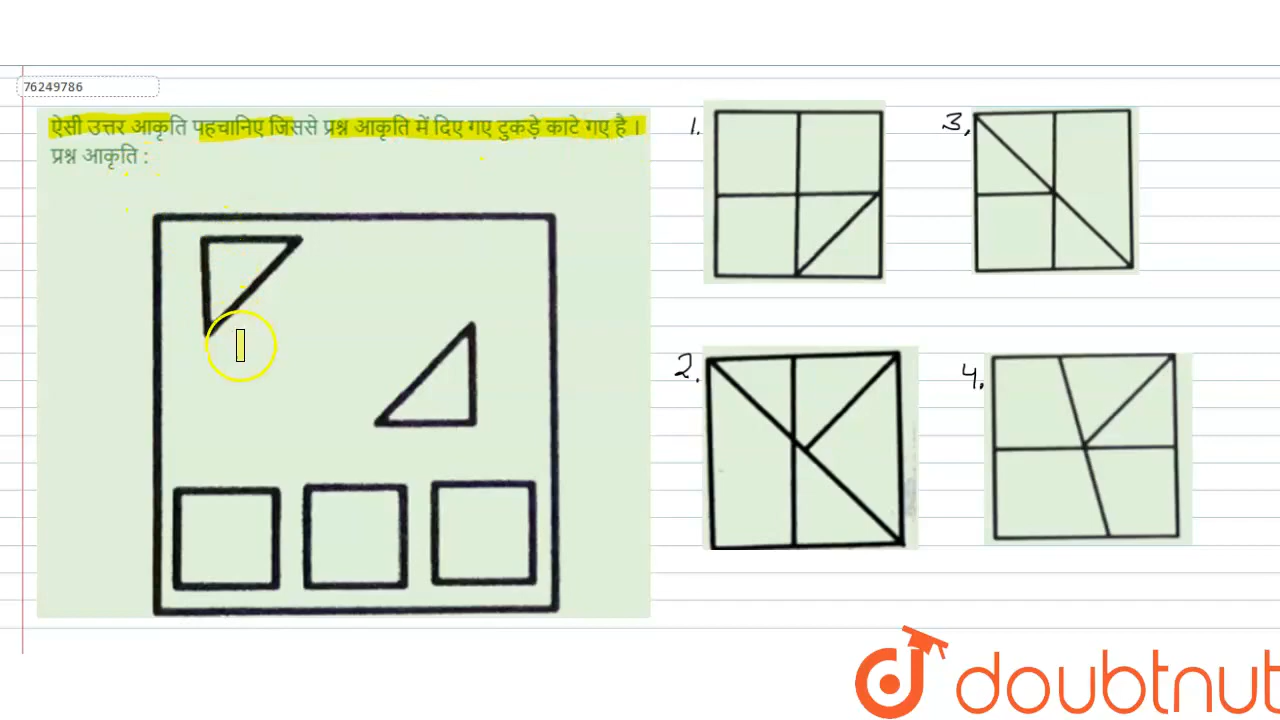 76249786
ऐसी उत्तर आकृति पहचानिए जिससे प्रश्न आकृति में दिए गए टुकड़े काटे गए है ।
प्रश्न आकृति :
1.
3,
2.
4.
doubtnut